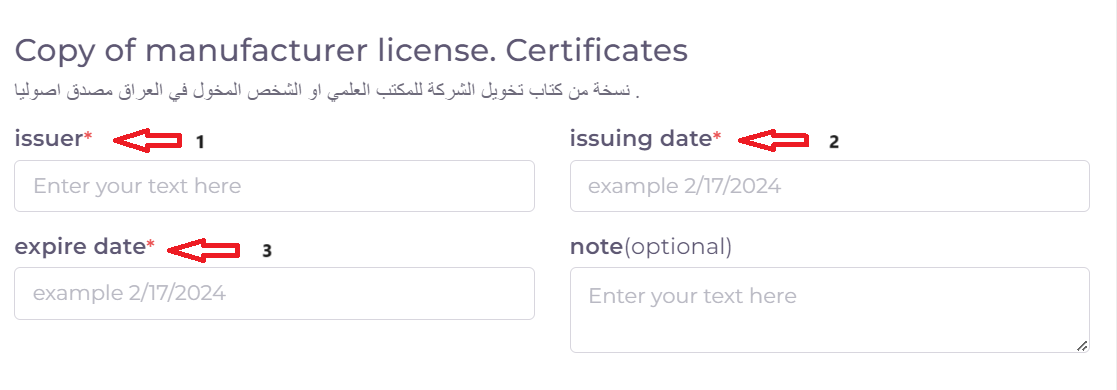 Copy of manufacturer license. Certificates
نسخة من كتاب تخويل الشركة للمكتب العلمي او الشخص المخول في العراق مصدق اصوليا .
issuer* 1
issuing date* 2
Enter your text here
example 2/17/2024
expire date* 3
note(optional)
example 2/17/2024
Enter your text here